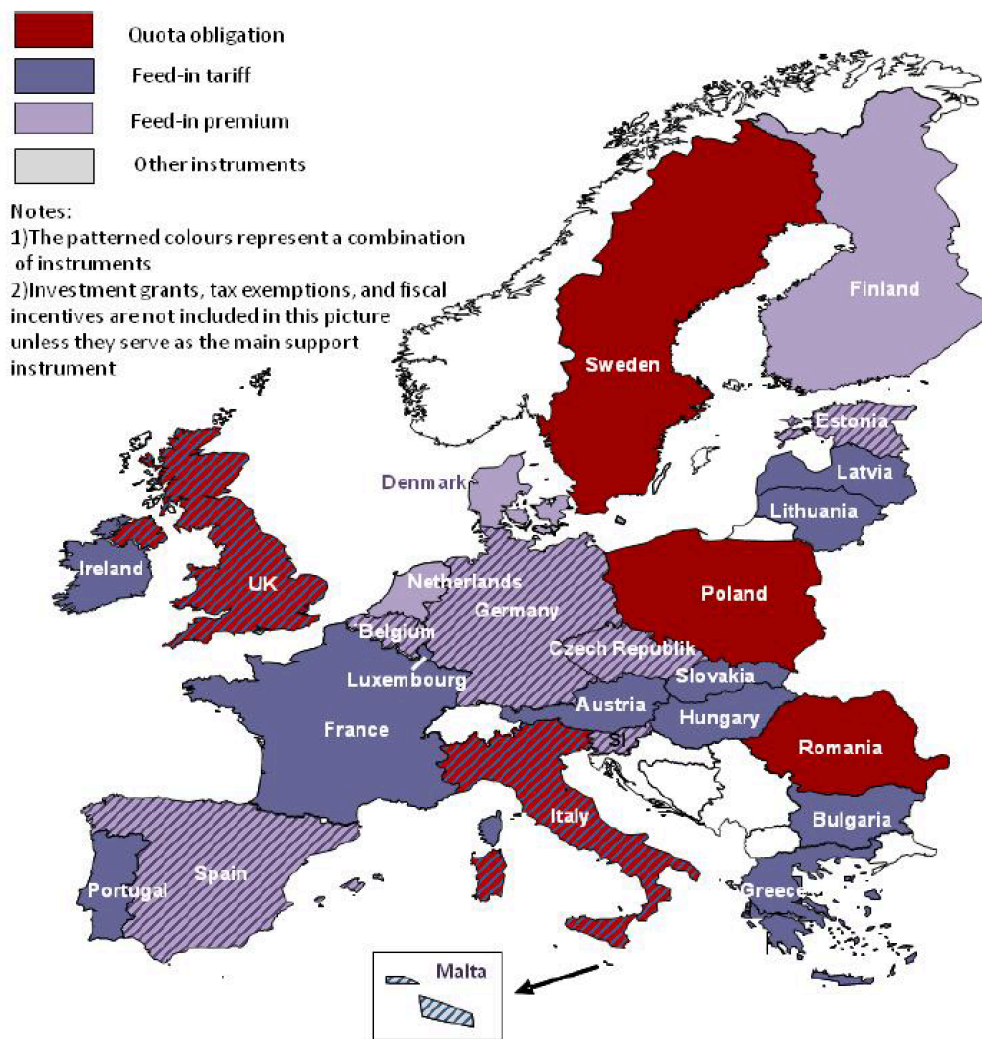 Quota obligation
Feed-in tariff
Feed-in premium
Other instruments
Notes:
1)The patterned colours represent a combination
of instruments
2)Investment grants, tax exemptions, and fiscal
incentives are not included in this picture
unless they serve as the main support
instrument
Finland
Sweden
Estonia
Latvia
Denmark
Lithuania
Ireland
UK
Netherlands
Germany
Poland
Belgium
Czech Republik
Slovakia
Luxembourg
Austria
Hungary
France
SI
Romania
Italy
Bulgaria
Spain
Portugal
Greece
Malta